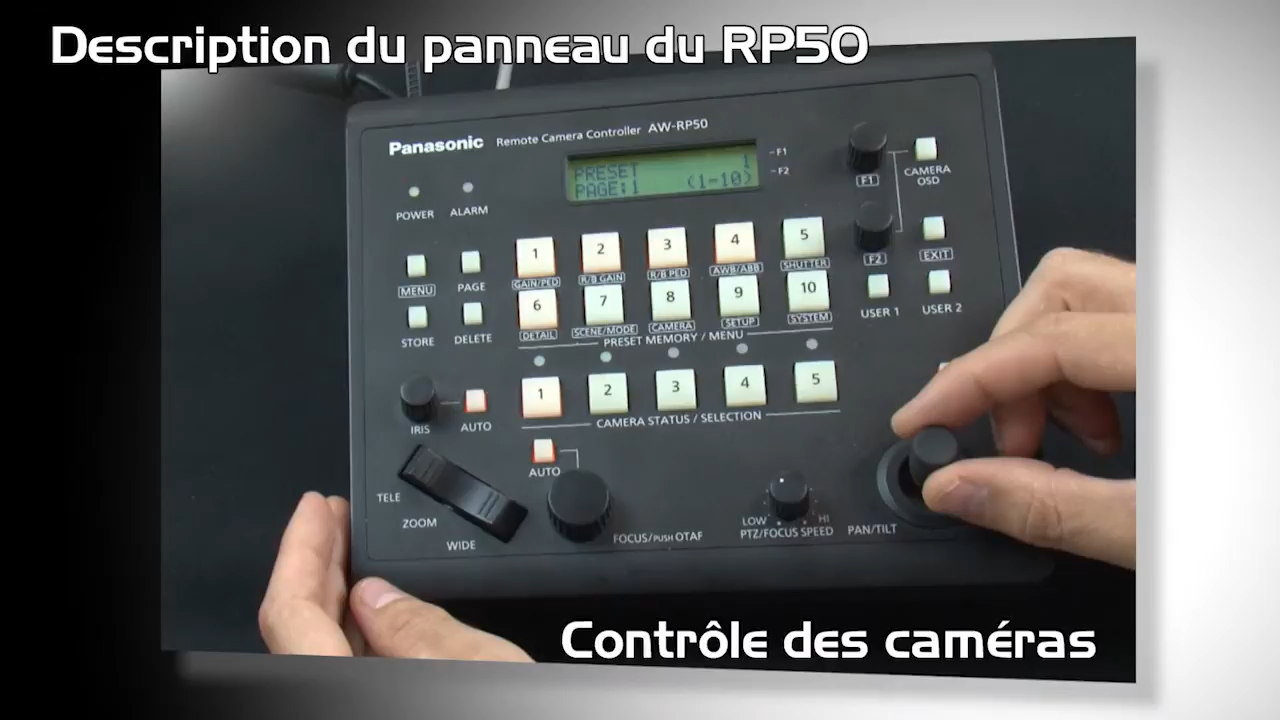 Description du panneau du RP50
Panasonic Remote Camera Controller AW-RP50
PRESET 1
PAGE:1 (1-10)
F1
F2
F1
CAMERA OSD
POWER
ALARM
1 2 3 4 5
GAIN/PED R/B GAIN R/B PED AWB/ABB SHUTTER
F2
EXIT
MENU
PAGE
6 7 8 9 10
DETAIL SCENE/MODE CAMERA SETUP SYSTEM
USER 1
USER 2
STORE
DELETE
PRESET MEMORY / MENU
1 2 3 4 5
CAMERA STATUS / SELECTION
IRIS
AUTO
AUTO
TELE
ZOOM
WIDE
FOCUS/PUSH OTAF
LOW
HI
PTZ/FOCUS SPEED
PAN/TILT
Contrôle des caméras